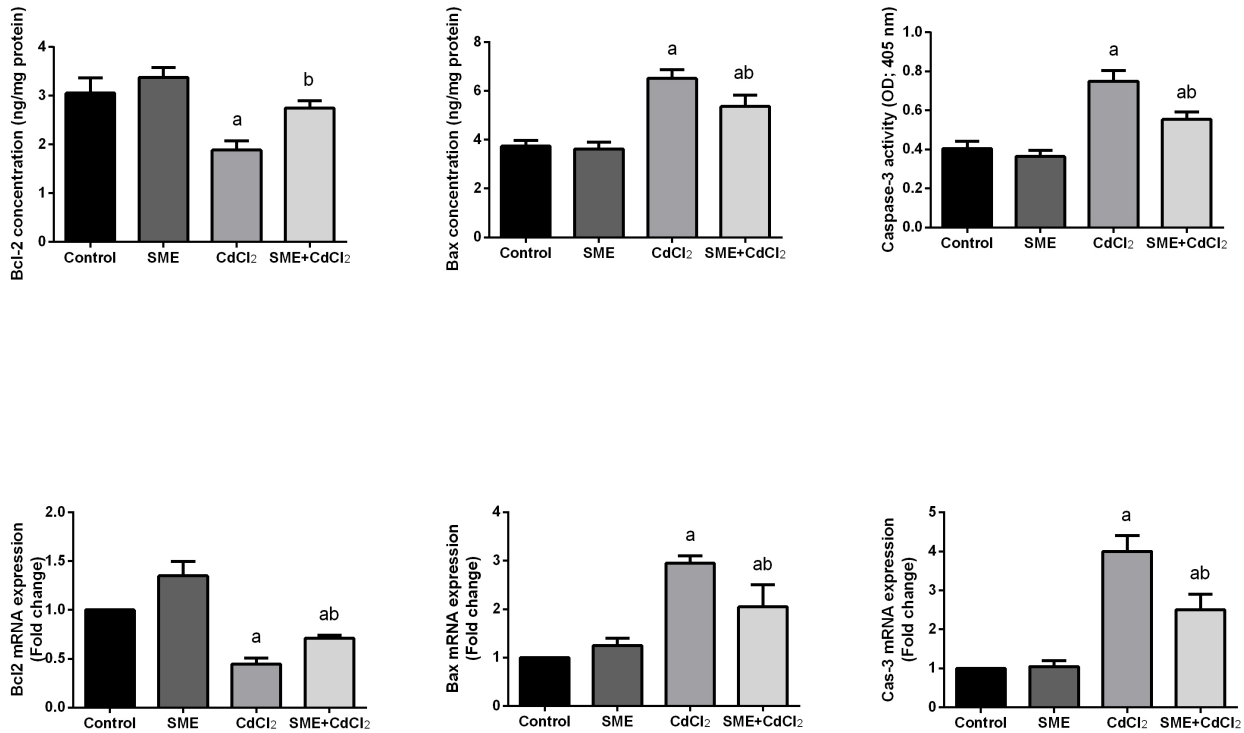 Bcl-2 concentration (ng/mg protein)
4
3
2
1
0
a
b
Control SME CdCl₂ SME+CdCl₂
Bax concentration (ng/mg protein)
8
6
4
2
0
a
ab
Control SME CdCl₂ SME+CdCl₂
Caspase-3 activity (OD; 405 nm)
1.0
0.8
0.6
0.4
0.2
0.0
a
ab
Control SME CdCl₂ SME+CdCl₂
Bcl2 mRNA expression
(Fold change)
2.0
1.5
1.0
0.5
0.0
a
ab
Control SME CdCl₂ SME+CdCl₂
Bax mRNA expression
(Fold change)
4
3
2
1
0
a
ab
Control SME CdCl₂ SME+CdCl₂
Cas-3 mRNA expression
(Fold change)
5
4
3
2
1
0
a
ab
Control SME CdCl₂ SME+CdCl₂